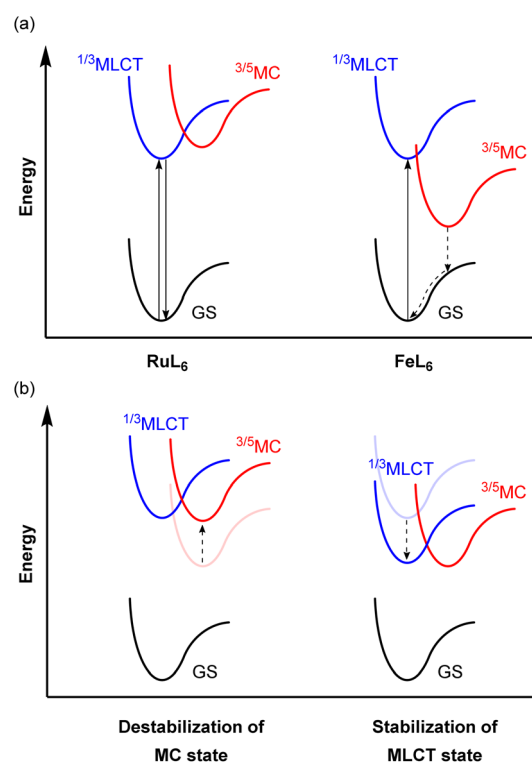 (a)
1/3MLCT
3/5MC
1/3MLCT
3/5MC
Energy
GS
GS
RuL6
FeL6
(b)
1/3MLCT
3/5MC
1/3MLCT
3/5MC
Energy
GS
GS
Destabilization of
MC state
Stabilization of
MLCT state